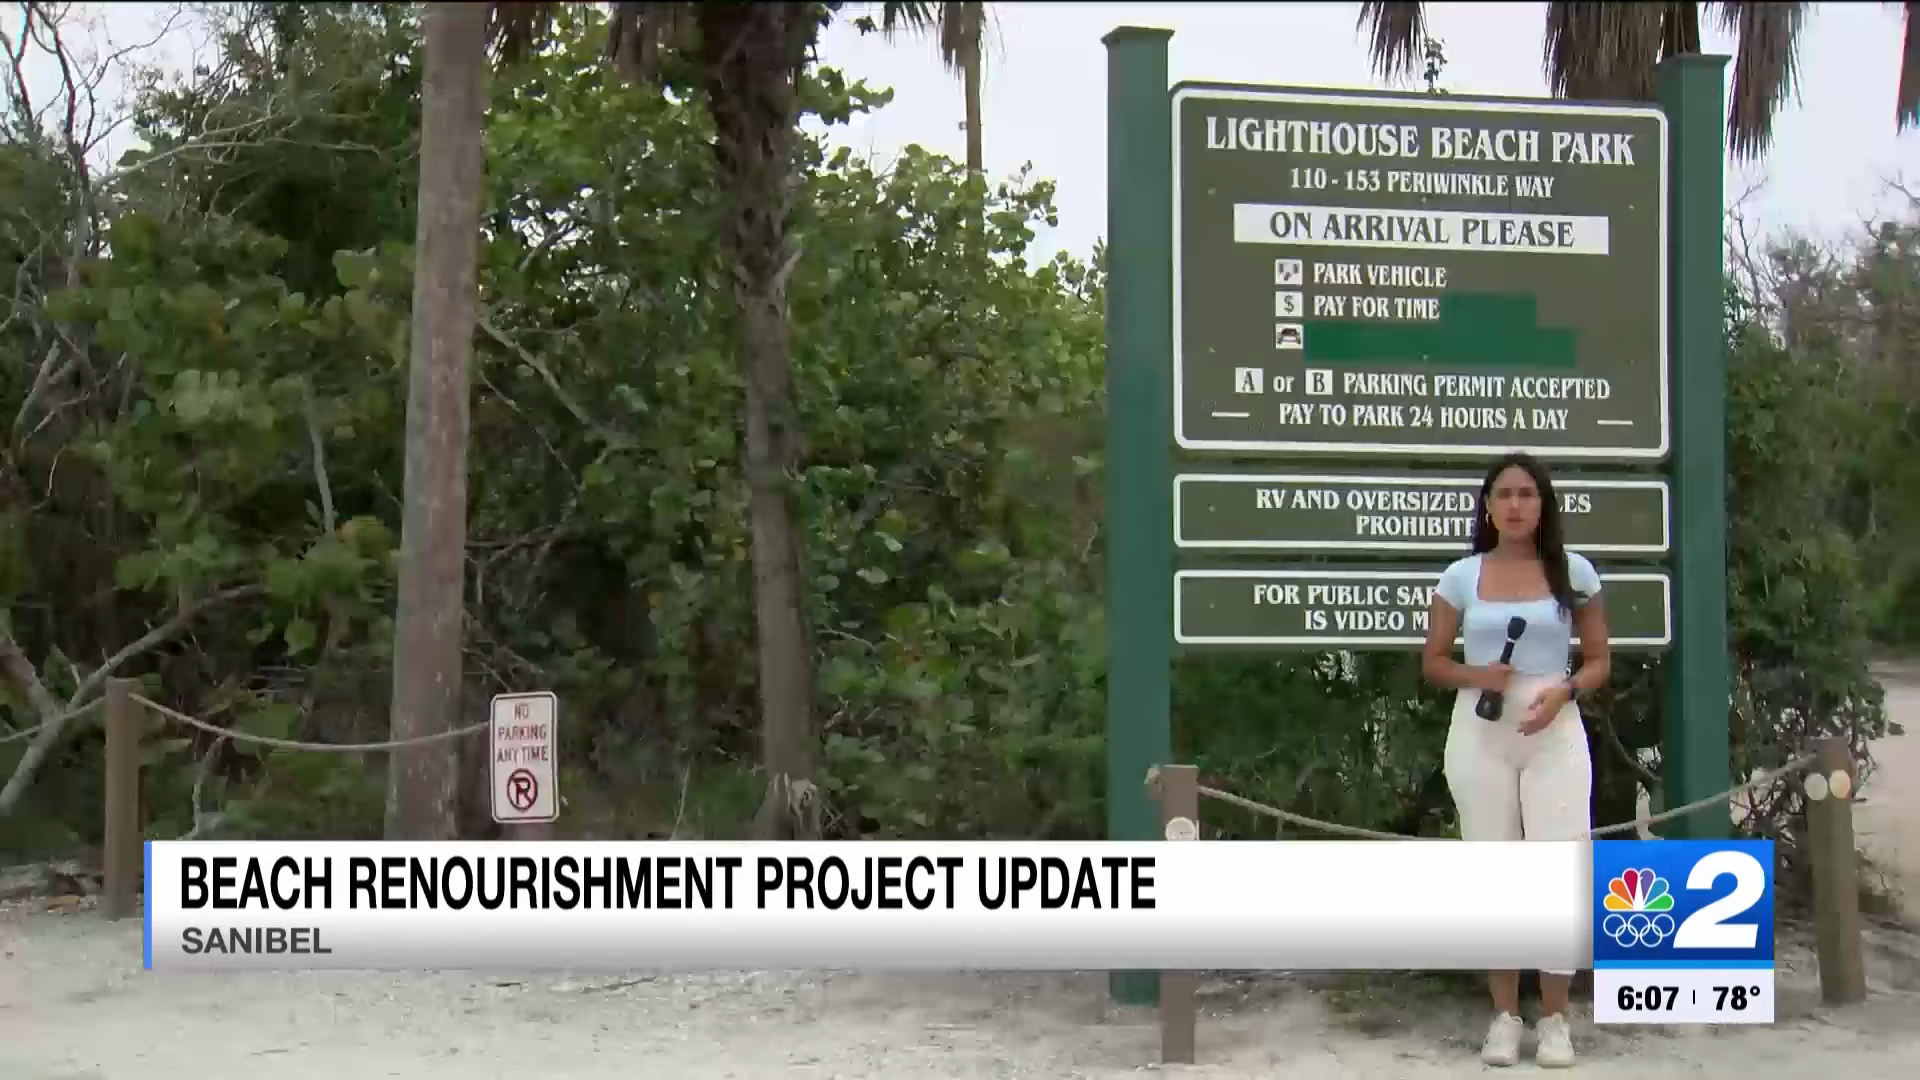 LIGHTHOUSE BEACH PARK
110 - 153 PERIWINKLE WAY
ON ARRIVAL PLEASE
PARK VEHICLE
$ PAY FOR TIME
A or B PARKING PERMIT ACCEPTED
PAY TO PARK 24 HOURS A DAY
RV AND OVERSIZED LES
PROHIBITE
FOR PUBLIC SAF
IS VIDEO M
NO
PARKING
ANY TIME
P
BEACH RENOURISHMENT PROJECT UPDATE
SANIBEL
2
6:07 78°